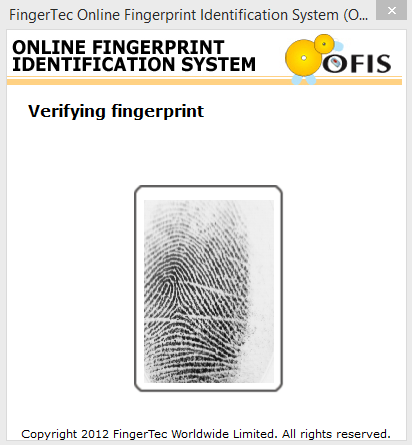 FingerTec Online Fingerprint Identification System (O...
ONLINE FINGERPRINT
IDENTIFICATION SYSTEM
OFIS
Verifying fingerprint
Copyright 2012 FingerTec Worldwide Limited. All rights reserved.